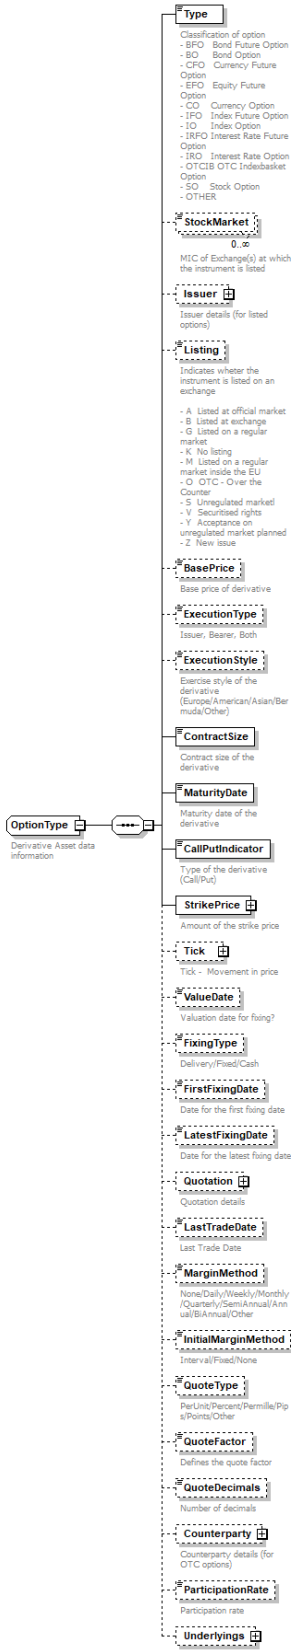 Type
Classification of option
- BFO Bond Future Option
- BO Bond Option
- CFO Currency Future
Option
- EFO Equity Future
Option
- CO Currency Option
- IFO Index Future Option
- IO Index Option
- IRFO Interest Rate Future
Option
- IRO Interest Rate Option
- OTCIB OTC Indexbasket
Option
- SO Stock Option
- OTHER
StockMarket
0..∞
MIC of Exchange(s) at which
the instrument is listed
Issuer
Issuer details (for listed
options)
Listing
Indicates wheter the
instrument is listed on an
exchange
- A Listed at official market
- B Listed at exchange
- G Listed on a regular
market
- K No listing
- M Listed on a regular
market inside the EU
- O OTC - Over the
Counter
- S Unregulated marketl
- V Securitised rights
- Y Acceptance on
unregulated market planned
- Z New issue
BasePrice
Base price of derivative
ExecutionType
Issuer, Bearer, Both
ExecutionStyle
Exercise style of the
derivative
(Europe/American/Asian/Ber
muda/Other)
ContractSize
Contract size of the
derivative
MaturityDate
Maturity date of the
derivative
OptionType
Derivative Asset data
information
CallPutIndicator
Type of the derivative
(Call/Put)
StrikePrice
Amount of the strike price
Tick
Tick - Movement in price
ValueDate
Valuation date for fixing?
FixingType
Delivery/Fixed/Cash
FirstFixingDate
Date for the first fixing date
LatestFixingDate
Date for the latest fixing date
Quotation
Quotation details
LastTradeDate
Last Trade Date
MarginMethod
None/Daily/Weekly/Monthly
/Quarterly/SemiAnnual/Ann
ual/BiAnnual/Other
InitialMarginMethod
Interval/Fixed/None
QuoteType
PerUnit/Percent/Permille/Pip
s/Points/Other
QuoteFactor
Defines the quote factor
QuoteDecimals
Number of decimals
Counterparty
Counterparty details (for
OTC options)
ParticipationRate
Participation rate
Underlyings